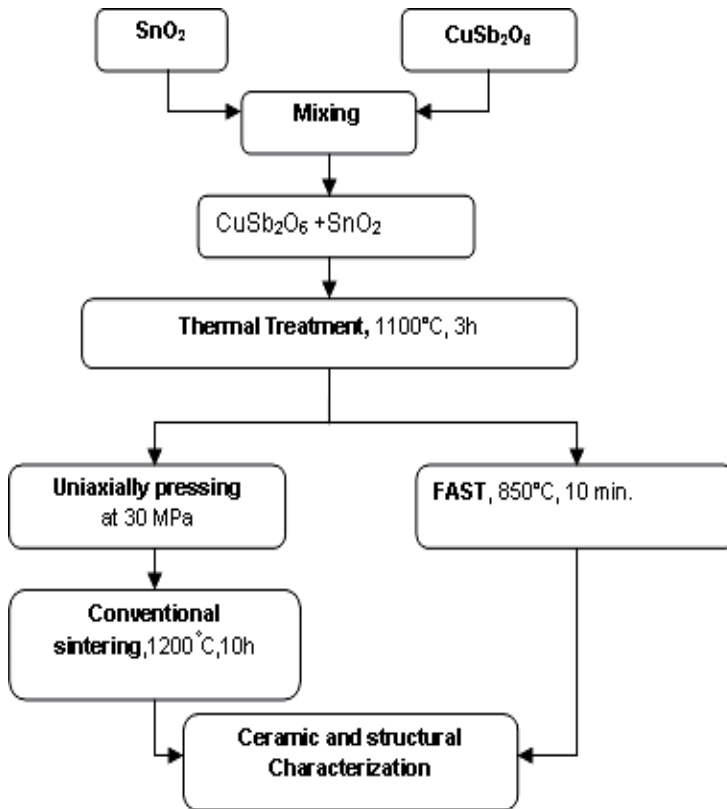 SnO₂
CuSb₂O₆
Mixing
CuSb₂O₆ +SnO₂
Thermal Treatment, 1100°C, 3h
Uniaxially pressing
at 30 MPa
FAST, 850°C, 10 min.
Conventional
sintering,1200°C,10h
Ceramic and structural
Characterization